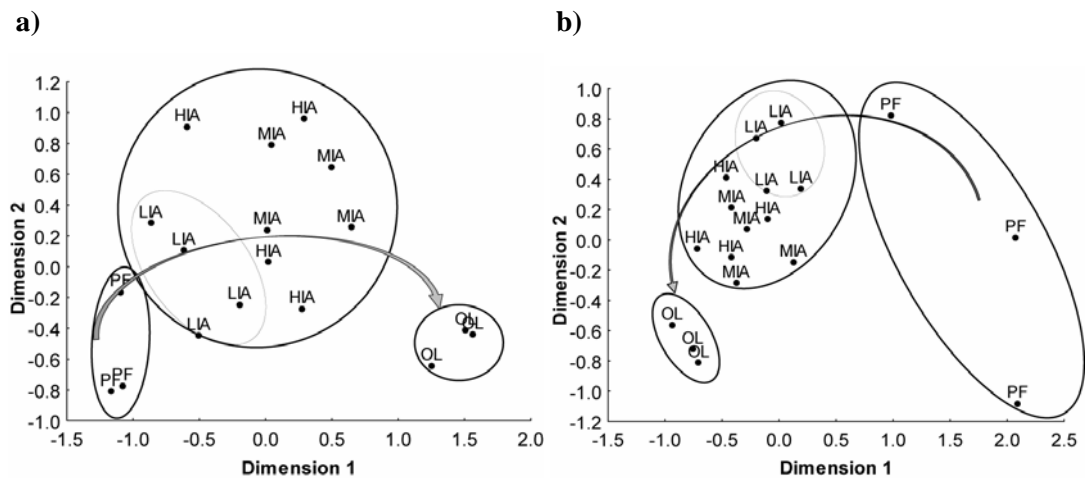 a)
b)
1.2
1.0
0.8
0.6
0.4
0.2
0.0
-0.2
-0.4
-0.6
-0.8
-1.0
Dimension 2
HIA
HIA
MIA
MIA
LIA
MIA
MIA
LIA
HIA
PF
LIA
HIA
LIA
OL
OL
OL
PF
PF
-1.5 -1.0 -0.5 0.0 0.5 1.0 1.5 2.0
Dimension 1
1.0
0.8
0.6
0.4
0.2
0.0
-0.2
-0.4
-0.6
-0.8
-1.0
-1.2
Dimension 2
PF
LIA
LIA
HIA
LIA
LIA
MIA
HIA
MIA
PF
HIA
HIA
MIA
MIA
OL
OL
OL
PF
-1.5 -1.0 -0.5 0.0 0.5 1.0 1.5 2.0 2.5
Dimension 1